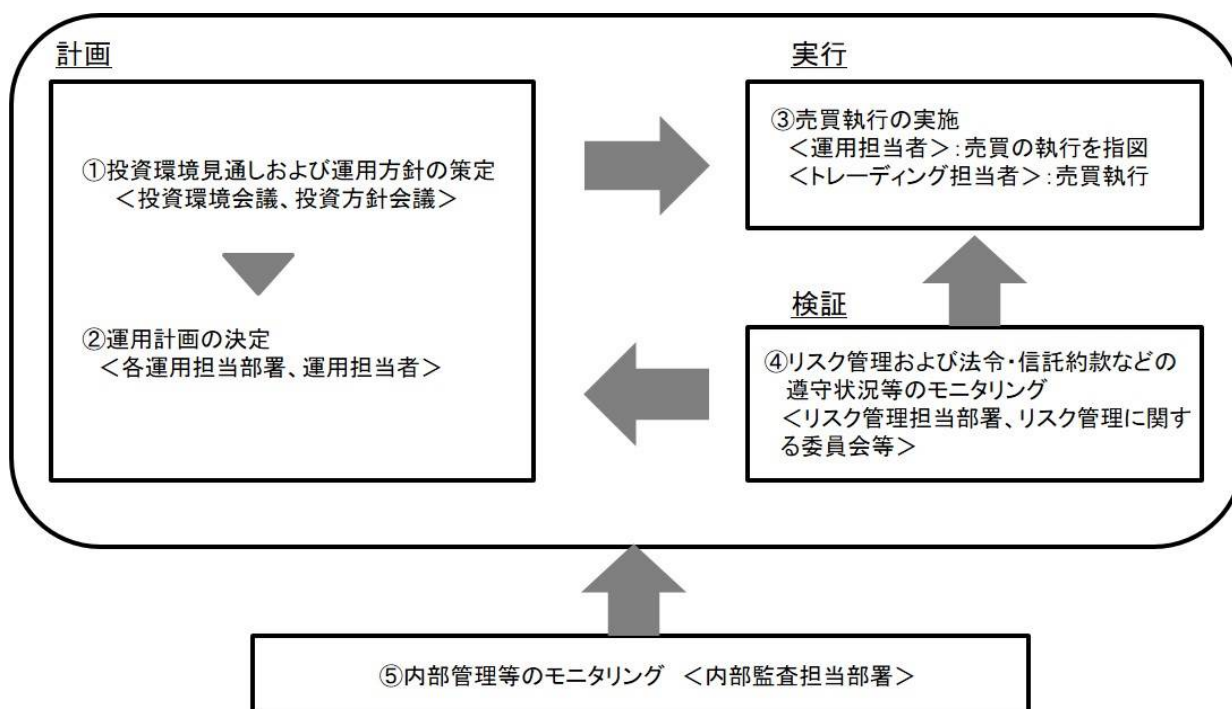 計画
①投資環境見通しおよび運用方針の策定
＜投資環境会議、投資方針会議＞
②運用計画の決定
＜各運用担当部署、運用担当者＞
実行
③売買執行の実施
＜運用担当者＞：売買の執行を指図
＜トレーディング担当者＞：売買執行
検証
④リスク管理および法令・信託約款などの
遵守状況等のモニタリング
＜リスク管理担当部署、リスク管理に関す
る委員会等＞
⑤内部管理等のモニタリング ＜内部監査担当部署＞